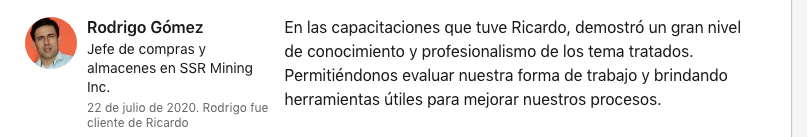 Rodrigo Gómez
Jefe de compras y
almacenes en SSR Mining
Inc.
22 de julio de 2020. Rodrigo fue
cliente de Ricardo
En las capacitaciones que tuve Ricardo, demostró un gran nivel
de conocimiento y profesionalismo de los tema tratados.
Permitiéndonos evaluar nuestra forma de trabajo y brindando
herramientas útiles para mejorar nuestros procesos.